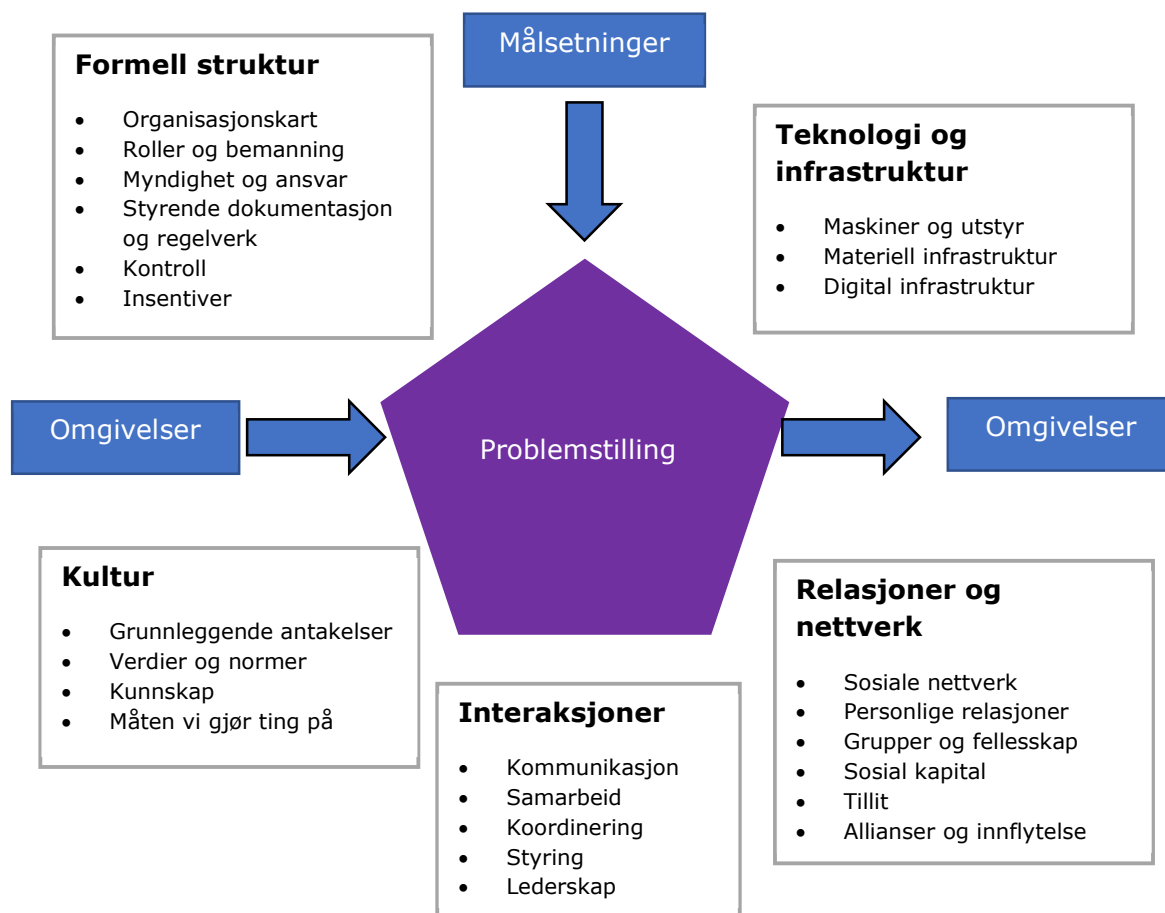 Målsetninger
Formell struktur
• Organisasjonskart
• Roller og bemanning
• Myndighet og ansvar
• Styrende dokumentasjon
og regelverk
• Kontroll
• Insentiver
Teknologi og
infrastruktur
• Maskiner og utstyr
• Materiell infrastruktur
• Digital infrastruktur
Omgivelser
Problemstilling
Omgivelser
Kultur
• Grunnleggende antakelser
• Verdier og normer
• Kunnskap
• Måten vi gjør ting på
Interaksjoner
• Kommunikasjon
• Samarbeid
• Koordinering
• Styring
• Lederskap
Relasjoner og
nettverk
• Sosiale nettverk
• Personlige relasjoner
• Grupper og fellesskap
• Sosial kapital
• Tillit
• Allianser og innflytelse